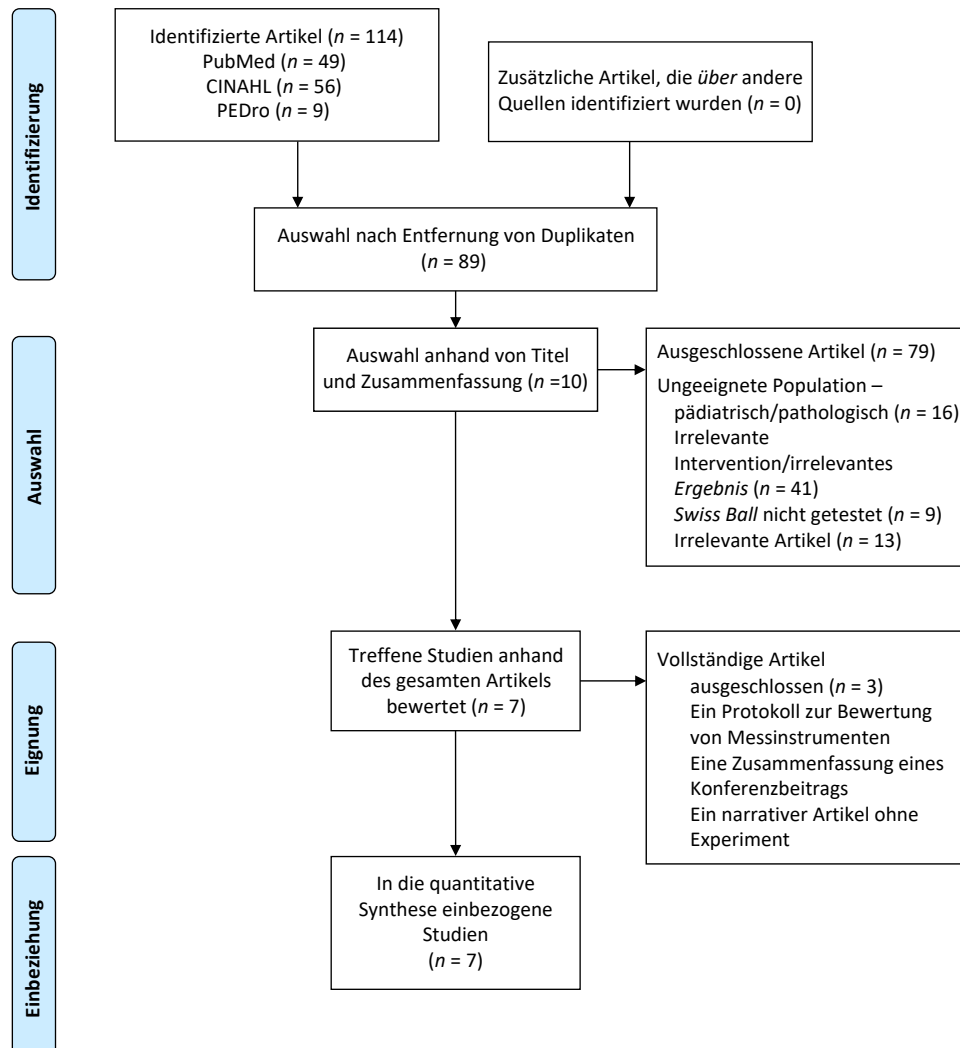 Identifizierung
Identifizierte Artikel (n = 114)
PubMed (n = 49)
CINAHL (n = 56)
PEDro (n = 9)
Zusätzliche Artikel, die über andere
Quellen identifiziert wurden (n = 0)
Auswahl nach Entfernung von Duplikaten
(n = 89)
Auswahl
Auswahl anhand von Titel
und Zusammenfassung (n =10)
Ausgeschlossene Artikel (n = 79)
Ungeeignete Population –
pädiatrisch/pathologisch (n = 16)
Irrelevante
Intervention/irrelevantes
Ergebnis (n = 41)
Swiss Ball nicht getestet (n = 9)
Irrelevante Artikel (n = 13)
Eignung
Treffene Studien anhand
des gesamten Artikels
bewertet (n = 7)
Vollständige Artikel
ausgeschlossen (n = 3)
Ein Protokoll zur Bewertung
von Messinstrumenten
Eine Zusammenfassung eines
Konferenzbeitrags
Ein narrativer Artikel ohne
Experiment
Einbeziehung
In die quantitative
Synthese einbezogene
Studien
(n = 7)